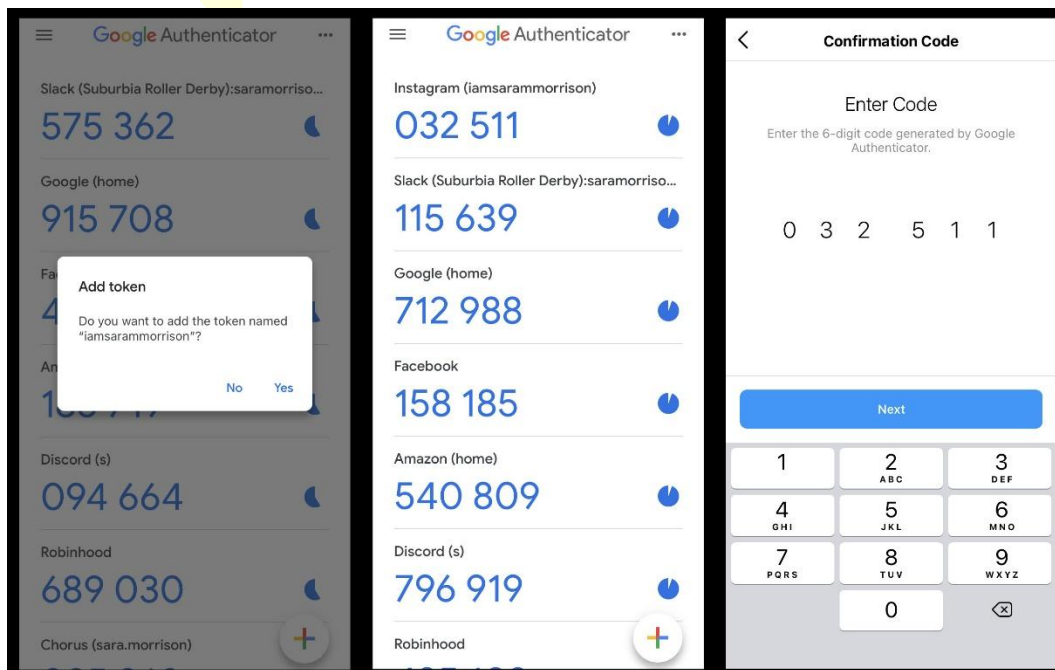 Google Authenticator
Slack (Suburbia Roller Derby):saramorriso...
575 362
Google (home)
915 708
Fa
4
Add token
Do you want to add the token named
"iamsarammorrison"?
No Yes
An
Discord (s)
094 664
Robinhood
689 030
Chorus (sara.morrison)
Google Authenticator
Instagram (iamsarammorrison)
032 511
Slack (Suburbia Roller Derby):saramorriso...
115 639
Google (home)
712 988
Facebook
158 185
Amazon (home)
540 809
Discord (s)
796 919
Robinhood
Confirmation Code
Enter Code
Enter the 6-digit code generated by Google
Authenticator.
0 3 2 5 1 1
Next
1 2 3
ABC DEF
4 5 6
GHI JKL MNO
7 8 9
PQRS TUV WXYZ
0